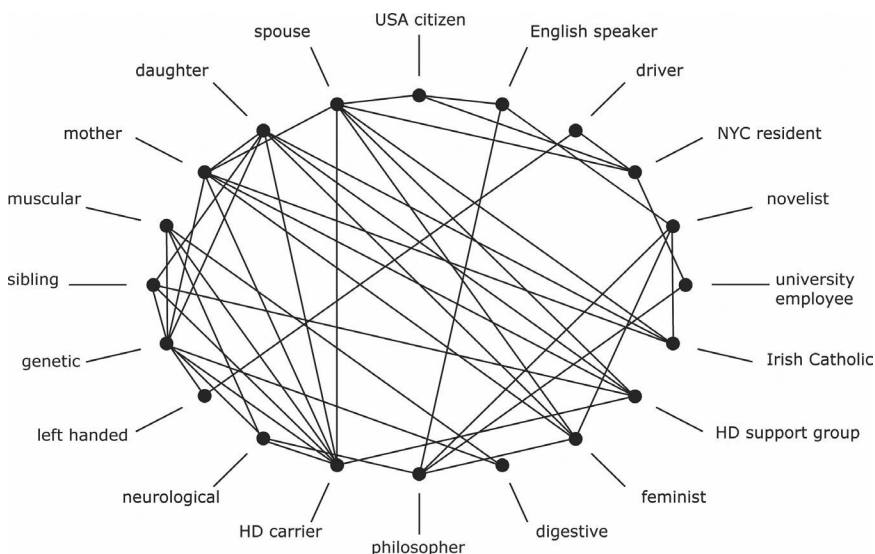 USA citizen
spouse
English speaker
daughter
driver
mother
NYC resident
muscular
novelist
sibling
university
employee
genetic
Irish Catholic
left handed
HD support group
neurological
feminist
HD carrier
digestive
philosopher